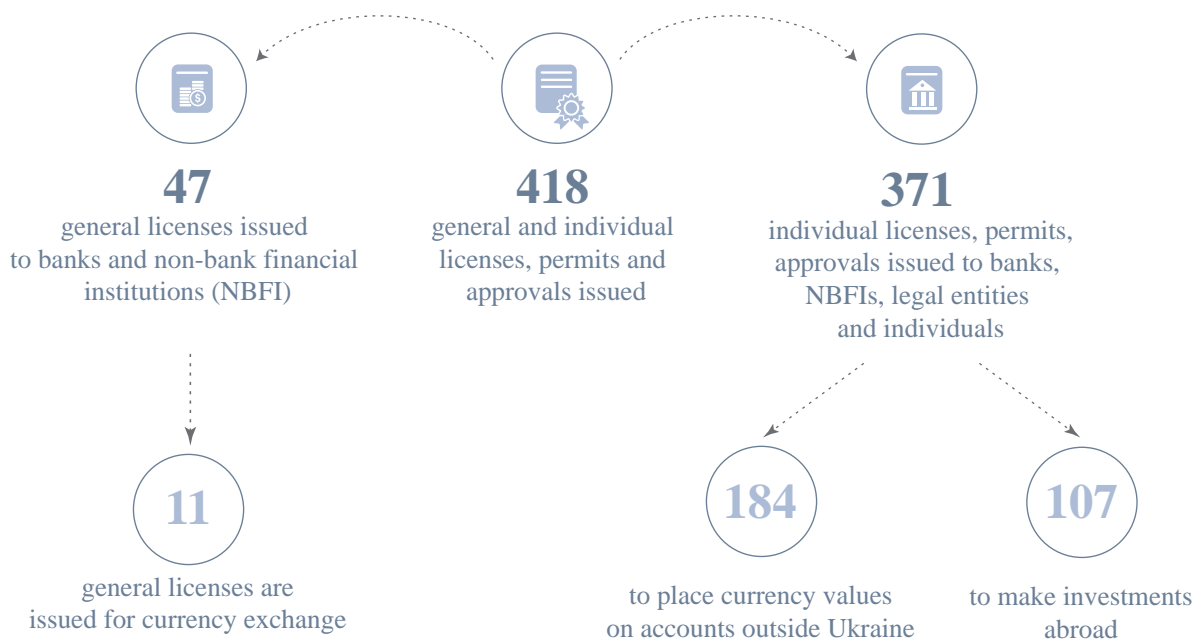 47
general licenses issued
to banks and non-bank financial
institutions (NBFI)
418
general and individual
licenses, permits and
approvals issued
371
individual licenses, permits,
approvals issued to banks,
NBFIs, legal entities
and individuals
11
general licenses are
issued for currency exchange
184
to place currency values
on accounts outside Ukraine
107
to make investments
abroad